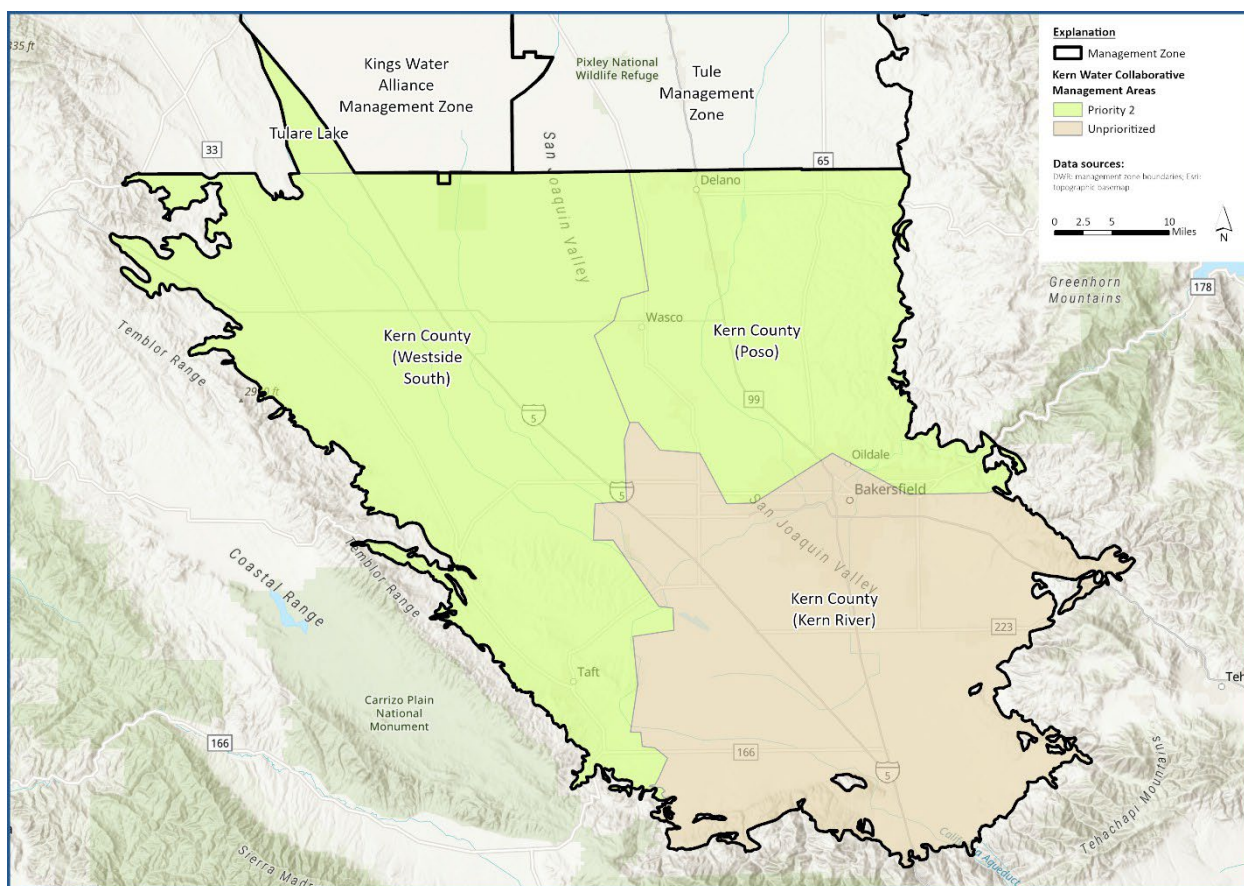 835 ft
Kings Water
Alliance
Management Zone
Pixley National
Wildlife Refuge
Tule
Management
Zone
Tulare Lake
33
65
San Joaquin Valley
Delano
Kern County
(Westside
South)
Wasco
Kern County
(Poso)
Temblor Range
5
99
Oildale
Bakersfield
5
San Joaquin Valley
Coastal Range
Temblor Range
Kern County
(Kern River)
223
Taft
Carrizo Plain
National
Monument
166
166
5
Tehachapi Mountains
Sierra
Greenhorn
Mountains
178
Explanation
Management Zone
Kern Water Collaborative
Management Areas
Priority 2
Unprioritized
Data sources:
DWR: management zone boundaries; Esri:
topographic basemap
0 2.5 5 10
Miles
N